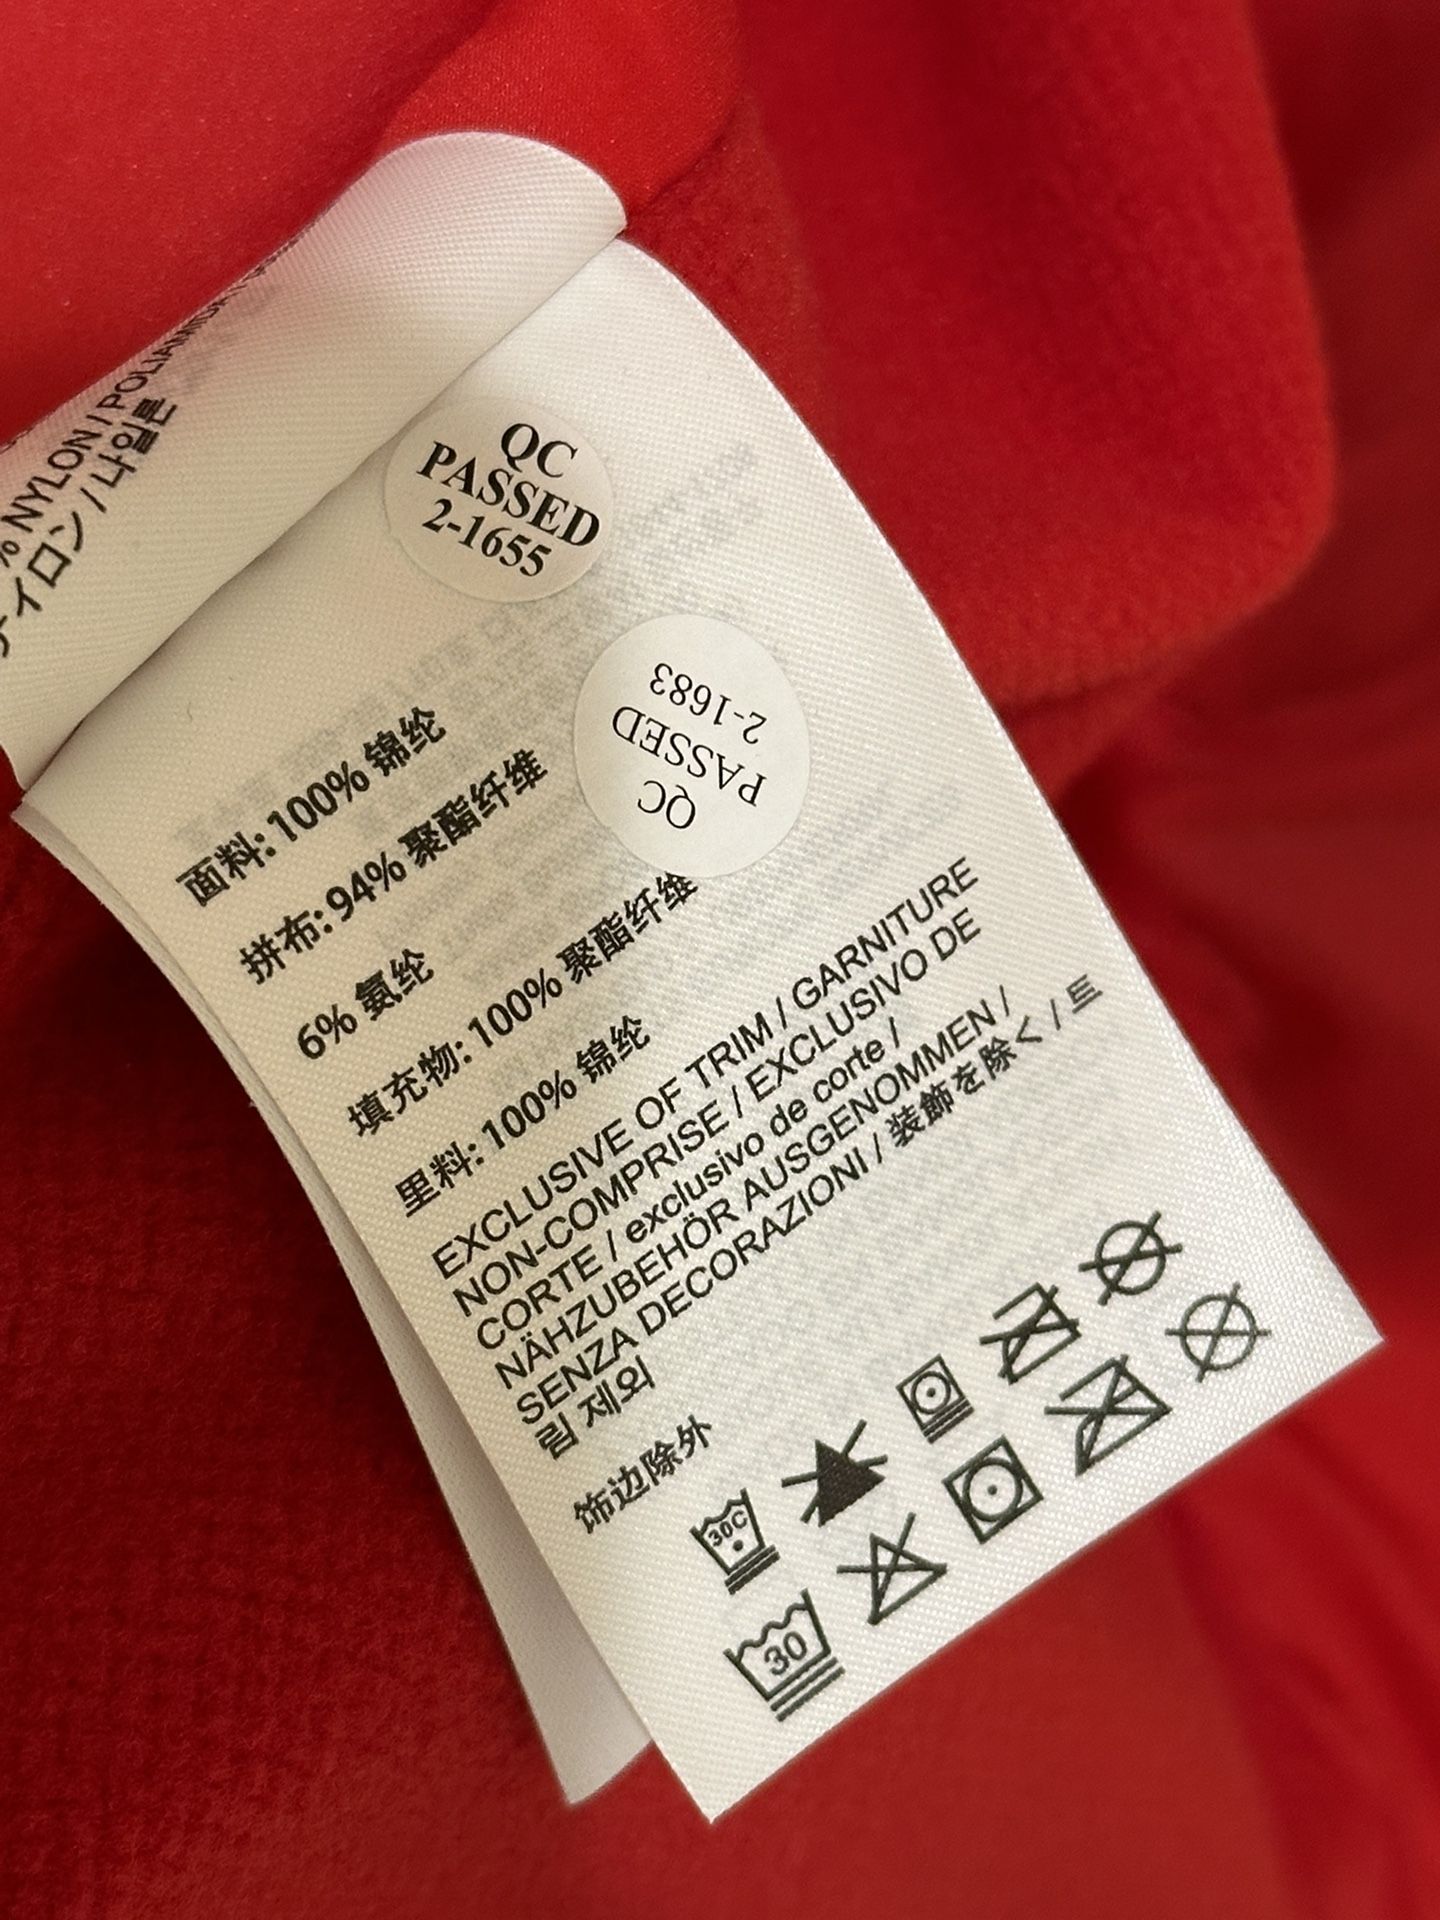 % NYLON / POLIAMIDA /
ナイロン / 나일론
QC
PASSED
2-1655
QC
PASSED
2-1683
面料: 100% 锦纶
拼布: 94% 聚酯纤维
6% 氨纶
填充物: 100% 聚酯纤维
里料: 100% 锦纶
EXCLUSIVE OF TRIM / GARNITURE
NON-COMPRISE / EXCLUSIVO DE
CORTE / exclusivo de corte /
NÄHZUBEHÖR AUSGENOMMEN /
SENZA DECORAZIONI / 装飾を除く / 트
림 제외
饰边除外
30C
30